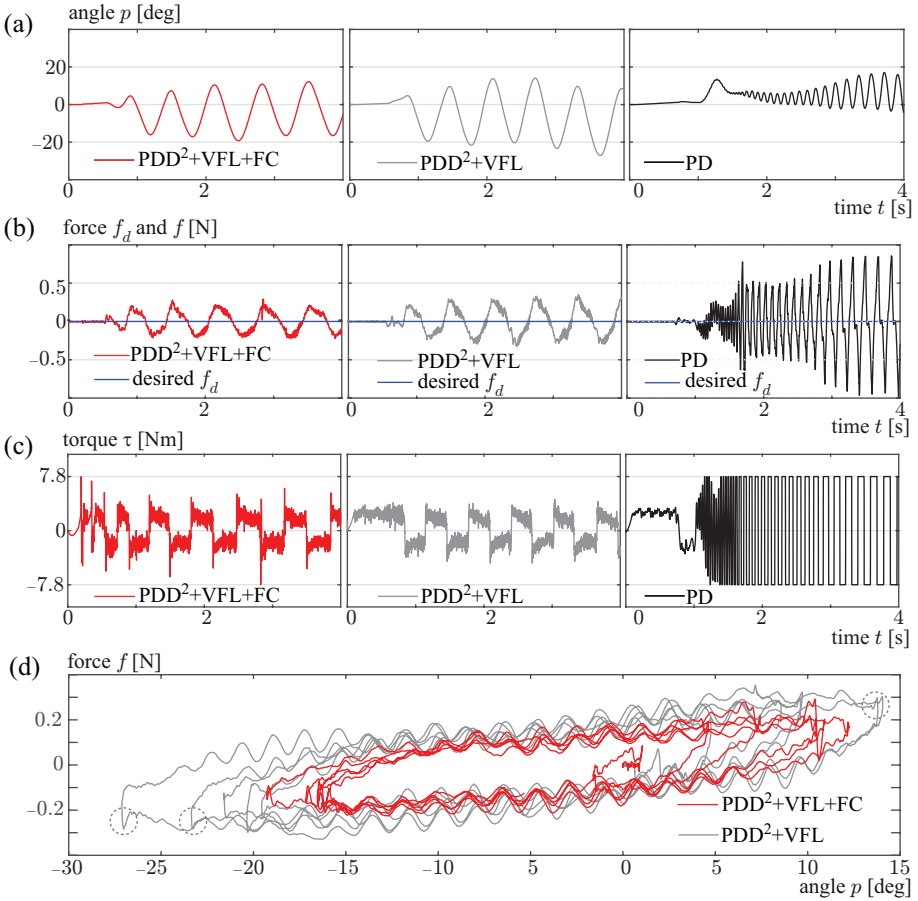 (a)
angle p [deg]
20
0
−20
PDD²+VFL+FC
PDD²+VFL
PD
0 2
0 2
0 2 4
time t [s]
(b)
force f_d and f [N]
0.5
0
−0.5
PDD²+VFL+FC
desired f_d
PDD²+VFL
desired f_d
PD
desired f_d
0 2
0 2
0 2 4
time t [s]
(c)
torque τ [Nm]
7.8
0
−7.8
PDD²+VFL+FC
PDD²+VFL
PD
0 2
0 2
0 2 4
time t [s]
(d)
force f [N]
0.2
0
−0.2
PDD²+VFL+FC
PDD²+VFL
−30 −25 −20 −15 −10 −5 0 5 10 15
angle p [deg]